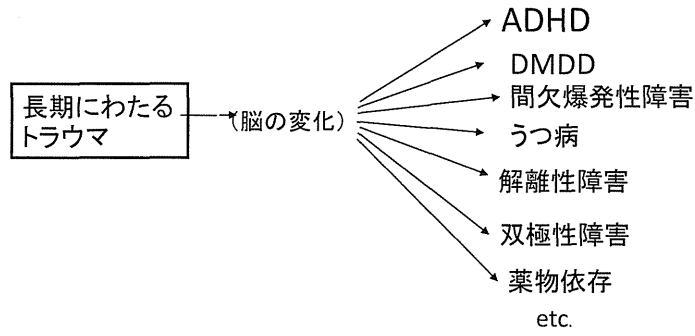 長期にわたる
トラウマ
(脳の変化)
ADHD
DMDD
間欠爆発性障害
うつ病
解離性障害
双極性障害
薬物依存
etc.